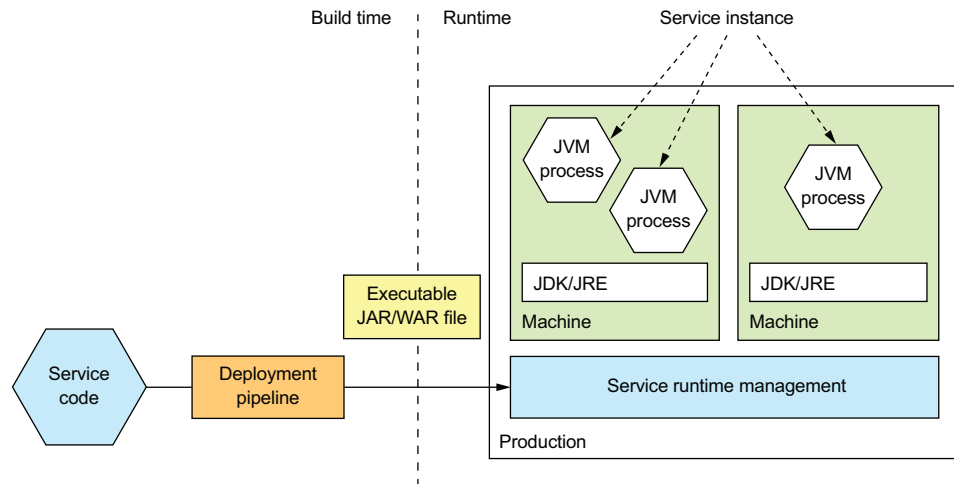 Build time
Runtime
Service instance
JVM
process
JVM
process
JVM
process
JDK/JRE
JDK/JRE
Machine
Machine
Executable
JAR/WAR file
Service
code
Deployment
pipeline
Service runtime management
Production